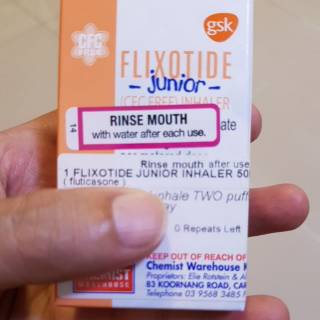 gsk
CFC
FREE
FLIXOTIDE
- junior -
(CFC FREE) INHALER
14
RINSE MOUTH
with water after each use.
Rinse mouth after use
1 FLIXOTIDE JUNIOR INHALER 50
( fluticasone )
TWO puff
0 Repeats Left
KEEP OUT OF REACH OF
Chemist Warehouse
Proprietors: Elie Rotstein &
83 KOORNANG ROAD, CAR
Telephone 03 9568 3485
WAREHOUSE